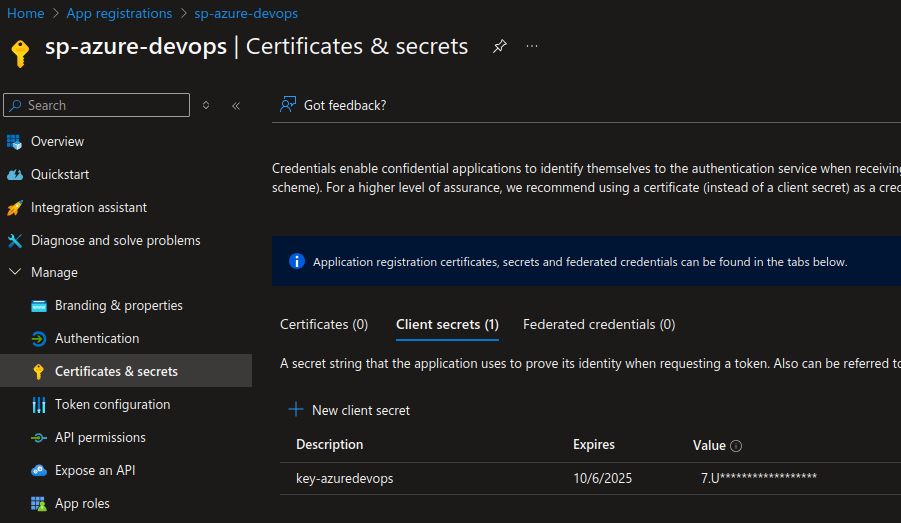 Home > App registrations > sp-azure-devops
sp-azure-devops | Certificates & secrets
Search
Overview
Quickstart
Integration assistant
Diagnose and solve problems
Manage
Branding & properties
Authentication
Certificates & secrets
Token configuration
API permissions
Expose an API
App roles
Got feedback?
Credentials enable confidential applications to identify themselves to the authentication service when receiving
scheme). For a higher level of assurance, we recommend using a certificate (instead of a client secret) as a
Application registration certificates, secrets and federated credentials can be found in the tabs below.
Certificates (0) Client secrets (1) Federated credentials (0)
A secret string that the application uses to prove its identity when requesting a token. Also can be referred
New client secret
Description Expires Value
key-azuredevops 10/6/2025 7.U******************